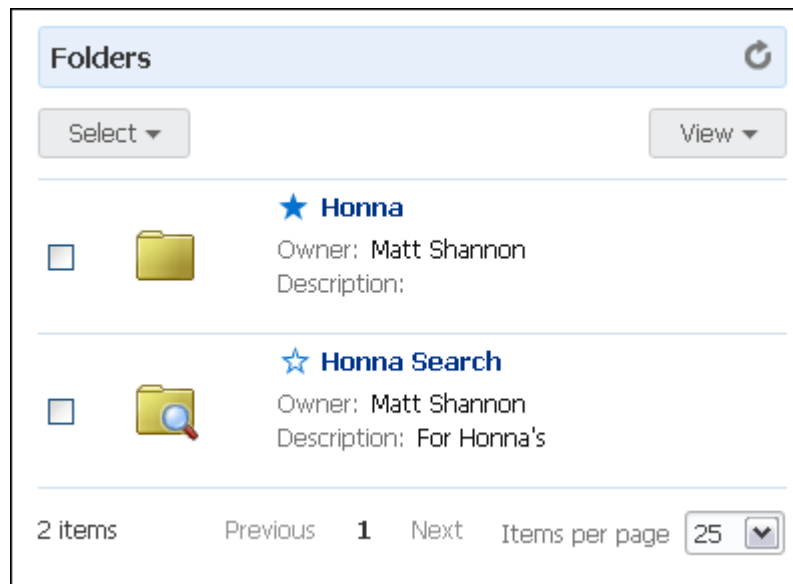 Folders
Select View
Honna
Owner: Matt Shannon
Description:
Honna Search
Owner: Matt Shannon
Description: For Honna's
2 items Previous 1 Next Items per page 25